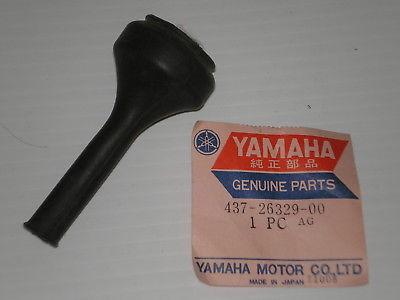 YAMAHA
純正部品
GENUINE PARTS
437-26329-00
1 PC AG
YAMAHA MOTOR CO.,LTD.
MADE IN JAPAN